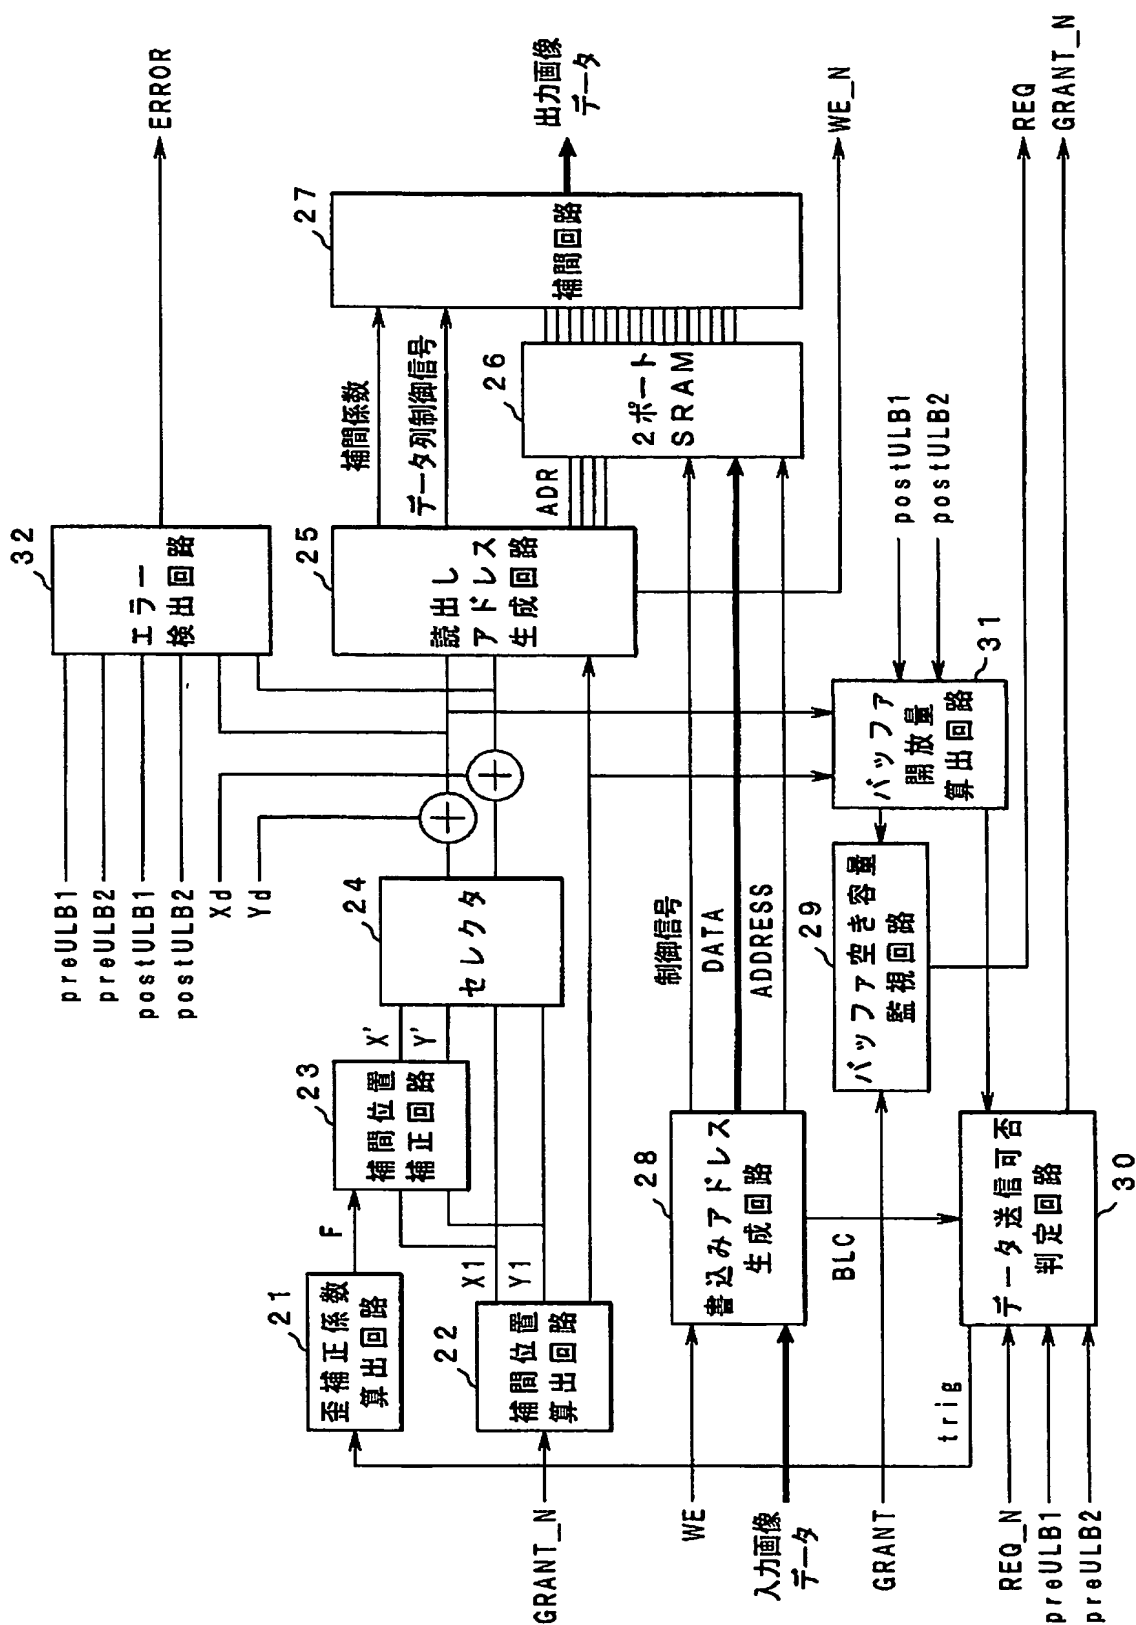 preULB1
preULB2
postULB1
postULB2
Xd
Yd
32
エラー
検出回路
ERROR
21
歪補正係数
算出回路
F
23
補間位置
補正回路
X'
Y'
24
セレクタ
25
読出し
アドレス
生成回路
補間係数
データ列制御信号
ADR
26
2ポート
SRAM
27
補間回路
出力画像
データ
GRANT_N
22
補間位置
算出回路
X1
Y1
WE_N
WE
入力画像
データ
28
書込みアドレス
生成回路
制御信号
DATA
ADDRESS
BLC
GRANT
29
バッファ空き容量
監視回路
バッファ
開放量
算出回路
31
postULB1
postULB2
REQ
trig
REQ_N
preULB1
preULB2
データ送信可否
判定回路
30
GRANT_N